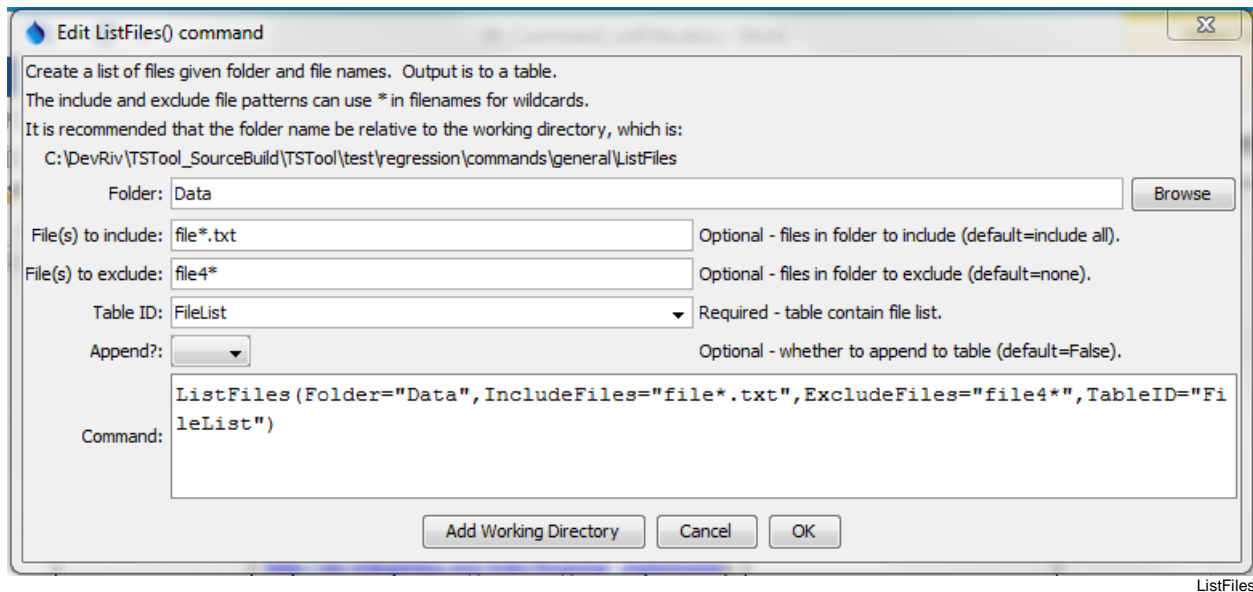 Edit ListFiles() command
Create a list of files given folder and file names. Output is to a table.
The include and exclude file patterns can use * in filenames for wildcards.
It is recommended that the folder name be relative to the working directory, which is:
C:\DevRiv\TSTool_SourceBuild\TSTool\test\regression\commands\general\ListFiles
Folder: Data Browse
File(s) to include: file*.txt Optional - files in folder to include (default=include all).
File(s) to exclude: file4* Optional - files in folder to exclude (default=none).
Table ID: FileList Required - table contain file list.
Append?: Optional - whether to append to table (default=False).
ListFiles(Folder="Data",IncludeFiles="file*.txt",ExcludeFiles="file4*",TableID="Fi
Command: leList")
Add Working Directory Cancel OK
ListFiles